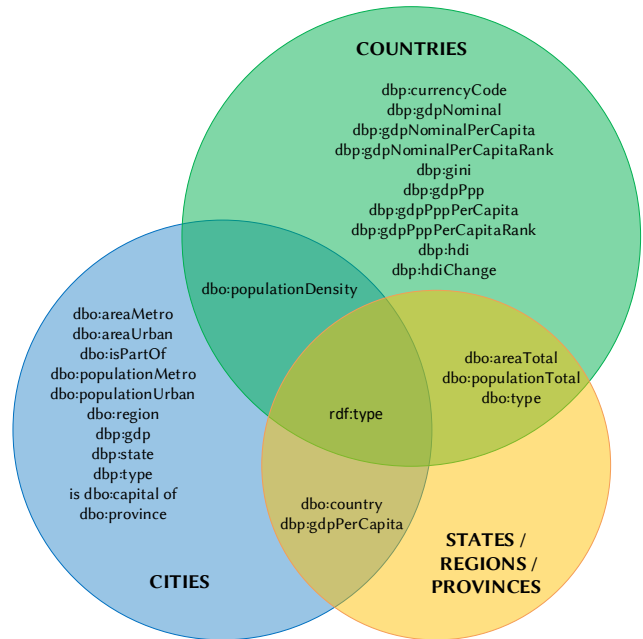 COUNTRIES
dbp:currencyCode
dbp:gdpNominal
dbp:gdpNominalPerCapita
dbp:gdpNominalPerCapitaRank
dbp:gini
dbp:gdpPpp
dbp:gdpPppPerCapita
dbp:gdpPppPerCapitaRank
dbp:hdi
dbp:hdiChange
dbo:populationDensity
dbo:areaMetro
dbo:areaUrban
dbo:isPartOf
dbo:populationMetro
dbo:populationUrban
dbo:region
dbp:gdp
dbp:state
dbp:type
is dbo:capital of
dbo:province
dbo:areaTotal
dbo:populationTotal
dbo:type
rdf:type
dbo:country
dbp:gdpPerCapita
STATES /
REGIONS /
PROVINCES
CITIES